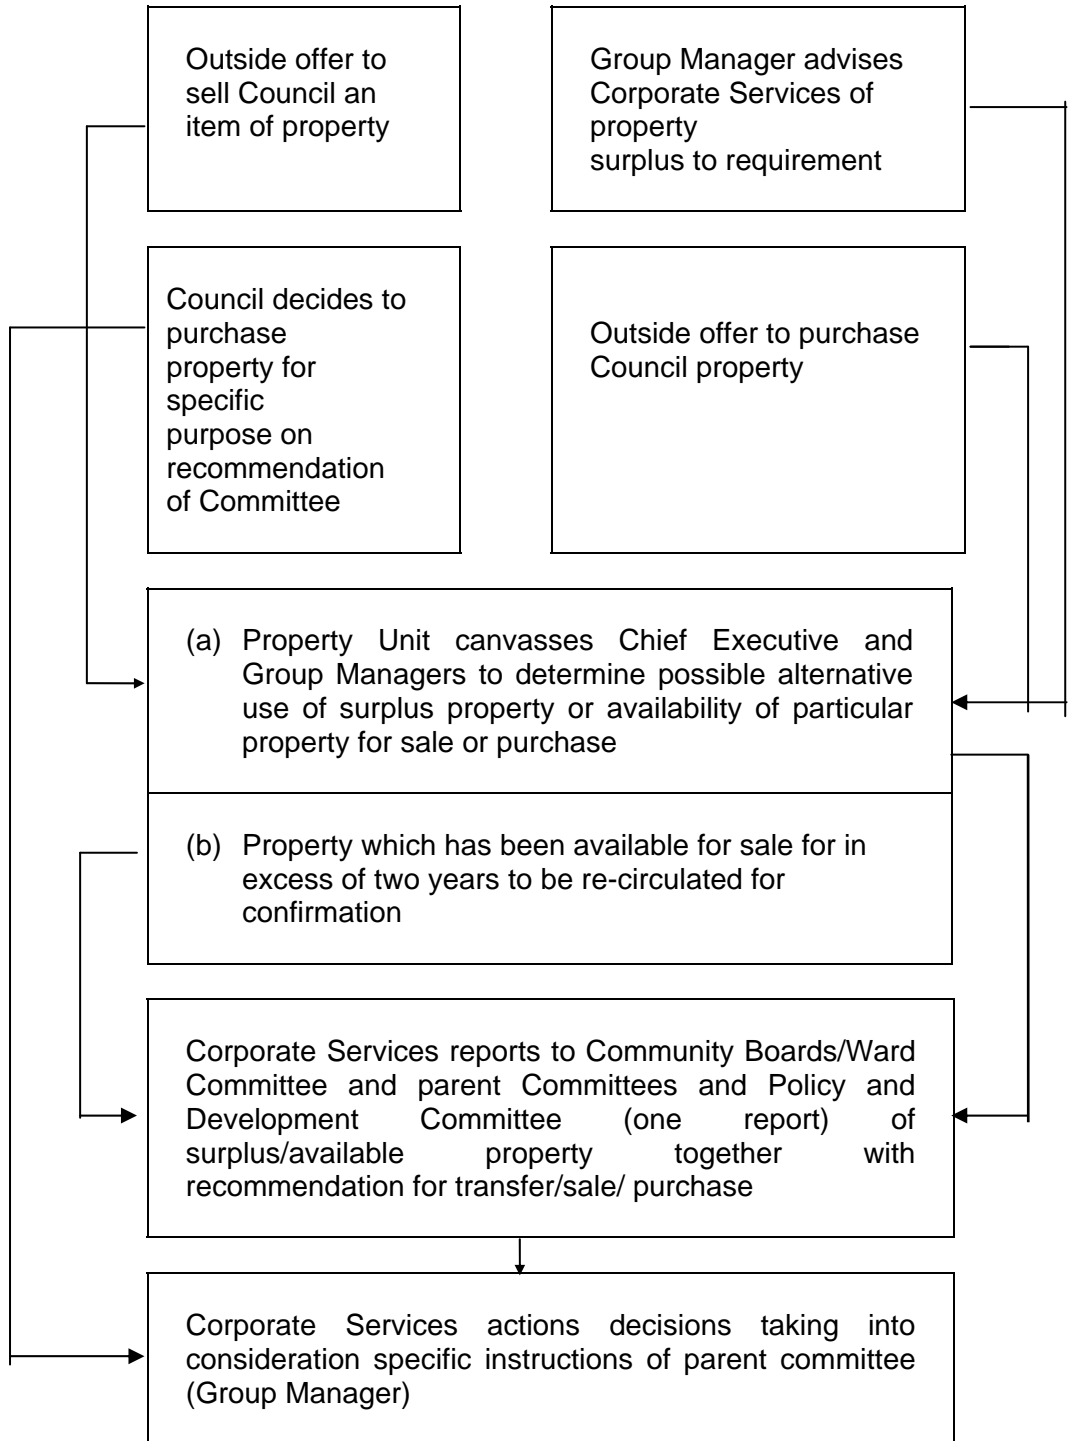 Outside offer to
sell Council an
item of property
Group Manager advises
Corporate Services of
property
surplus to requirement
Council decides to
purchase
property for
specific
purpose on
recommendation
of Committee
Outside offer to purchase
Council property
(a) Property Unit canvasses Chief Executive and
Group Managers to determine possible alternative
use of surplus property or availability of particular
property for sale or purchase
(b) Property which has been available for sale for in
excess of two years to be re-circulated for
confirmation
Corporate Services reports to Community Boards/Ward
Committee and parent Committees and Policy and
Development Committee (one report) of
surplus/available property together with
recommendation for transfer/sale/ purchase
Corporate Services actions decisions taking into
consideration specific instructions of parent committee
(Group Manager)